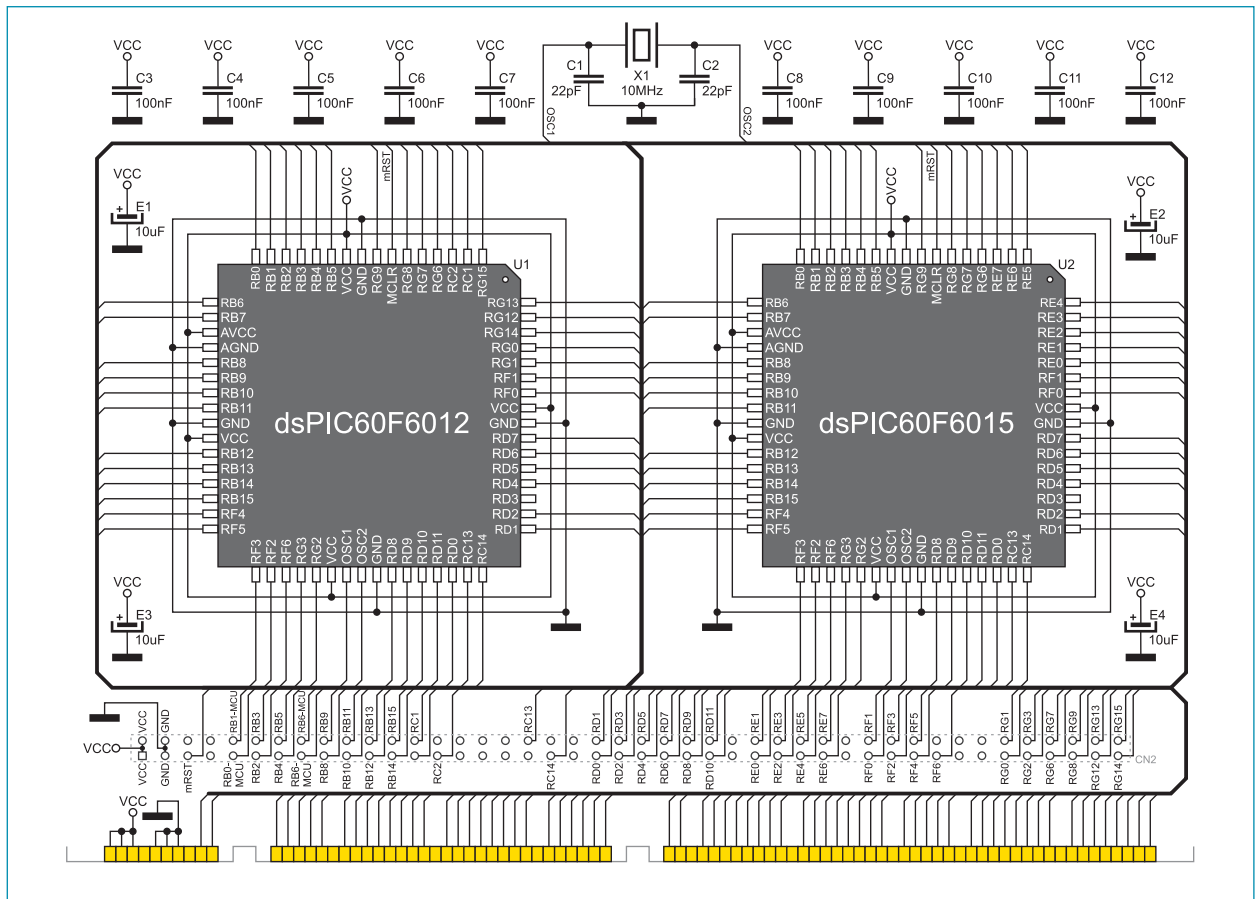 VCC VCC VCC VCC VCC VCC VCC VCC VCC VCC
C3 C4 C5 C6 C7 C1 X1 C2 C8 C9 C10 C11 C12
100nF 100nF 100nF 100nF 100nF 22pF 10MHz 22pF 100nF 100nF 100nF 100nF 100nF
OSC1 OSC2
mRST mRST
VCC VCC VCC VCC
E1 E2
10uF 10uF
U1 U2
RB0 RB1 RB2 RB3 RB4 RB5 VCC GND RG9 MCLR RG8 RG7 RG6 RC2 RC1 RG15
RB0 RB1 RB2 RB3 RB4 RB5 VCC GND RG9 MCLR RG8 RG7 RG6 RE7 RE6 RE5
RB6 RG13 RB6 RE4
RB7 RG12 RB7 RE3
AVCC RG14 AVCC RE2
AGND RG0 AGND RE1
RB8 RG1 RB8 RE0
RB9 RF1 RB9 RF1
RB10 RF0 RB10 RF0
RB11 VCC RB11 VCC
GND GND GND GND
VCC RD7 VCC RD7
RB12 RD6 RB12 RD6
RB13 RD5 RB13 RD5
RB14 RD4 RB14 RD4
RB15 RD3 RB15 RD3
RF4 RD2 RF4 RD2
RF5 RD1 RF5 RD1
dsPIC60F6012 dsPIC60F6015
RF3 RF2 RF6 RG3 RG2 VCC OSC1 OSC2 GND RD8 RD9 RD10 RD11 RD0 RC13 RC14
RF3 RF2 RF6 RG3 RG2 VCC OSC1 OSC2 GND RD8 RD9 RD10 RD11 RD0 RC13 RC14
VCC VCC
E3 E4
10uF 10uF
VCC GND RB1-MCU RB3 RB5 RB6-MCU RB9 RB11 RB13 RB15 RC1 RC13 RD1 RD3 RD5 RD7 RD9 RD11 RE1 RE3 RE5 RE7 RF1 RF3 RF5 RG1 RG3 RG7 RG9 RG13 RG15
VCC
VCC GND mRST RB0-MCU RB2 RB4 RB6-MCU RB8 RB10 RB12 RB14 RC2 RC14 RD0 RD2 RD4 RD6 RD8 RD10 RE0 RE2 RE4 RE6 RF0 RF2 RF4 RF6 RG0 RG2 RG6 RG8 RG12 RG14
CN2
VCC